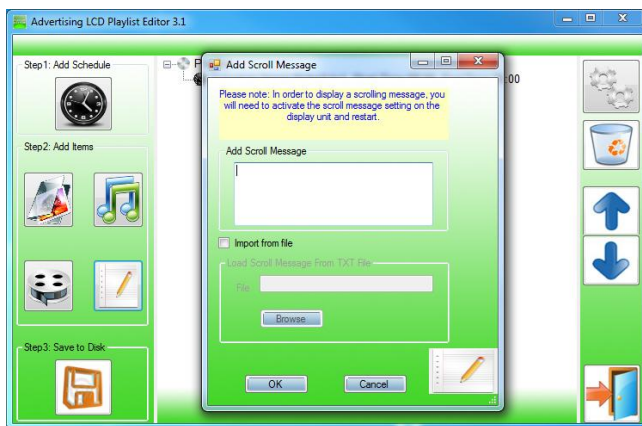 Advertising LCD Playlist Editor 3.1
Step1: Add Schedule
Step2: Add Items
Step3: Save to Disk
P
:00
Add Scroll Message
Please note: In order to display a scrolling message, you
will need to activate the scroll message setting on the
display unit and restart.
Add Scroll Message
Import from file
Load Scroll Message From TXT File
File
Browse
OK
Cancel